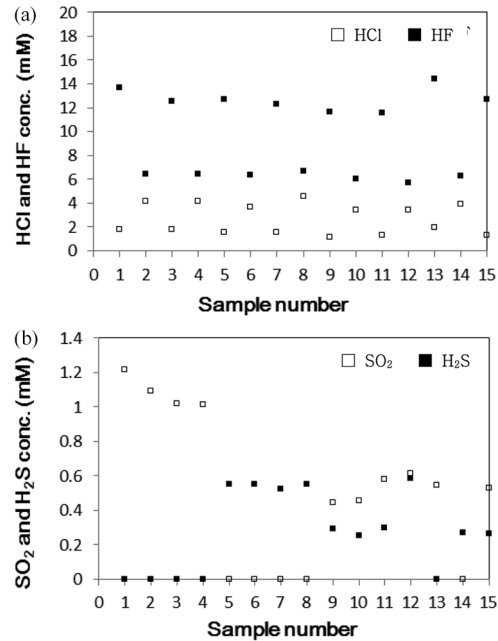 (a)
20
18
16
14
12
10
8
6
4
2
0
HCl and HF conc. (mM)
HCl HF `
0 1 2 3 4 5 6 7 8 9 10 11 12 13 14 15
Sample number
(b)
1.4
1.2
1
0.8
0.6
0.4
0.2
0
SO₂ and H₂S conc. (mM)
SO₂ H₂S
0 1 2 3 4 5 6 7 8 9 10 11 12 13 14 15
Sample number